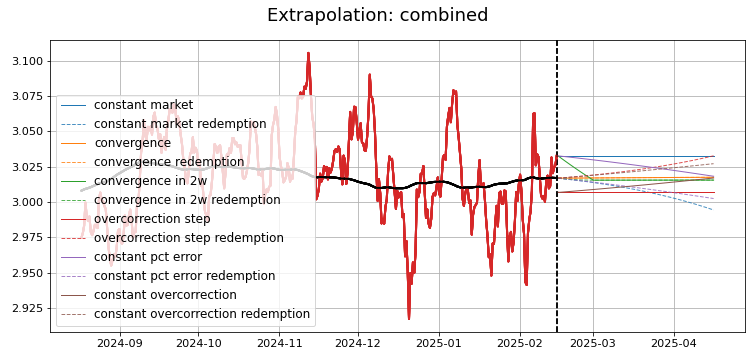 Extrapolation: combined
3.100
3.075
3.050
3.025
3.000
2.975
2.950
2.925
constant market
constant market redemption
convergence
convergence redemption
convergence in 2w
convergence in 2w redemption
overcorrection step
overcorrection step redemption
constant pct error
constant pct error redemption
constant overcorrection
constant overcorrection redemption
2024-09 2024-10 2024-11 2024-12 2025-01 2025-02 2025-03 2025-04